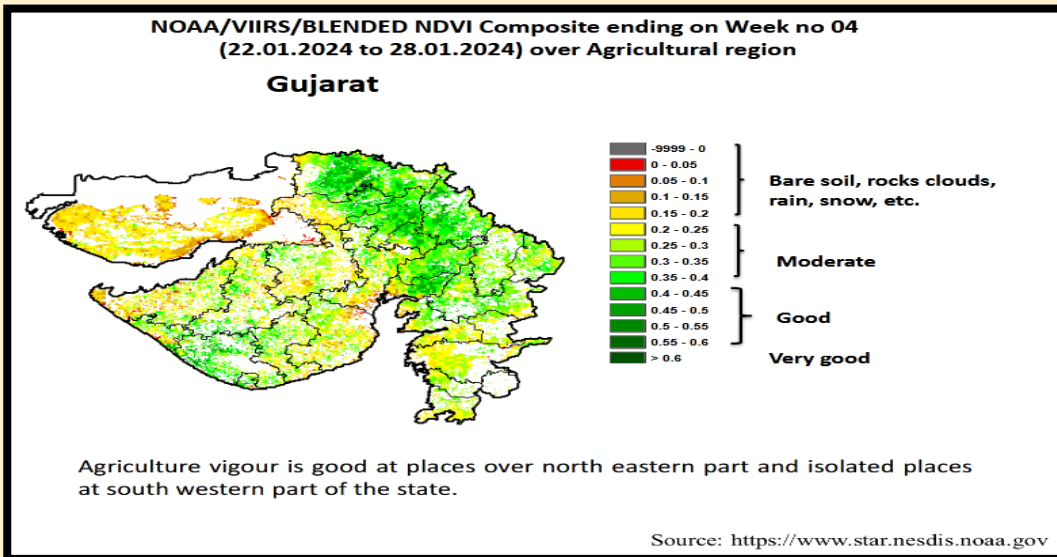 NOAA/VIIRS/BLENDED NDVI Composite ending on Week no 04
(22.01.2024 to 28.01.2024) over Agricultural region
Gujarat
-9999 - 0
0 - 0.05
0.05 - 0.1
0.1 - 0.15
0.15 - 0.2
0.2 - 0.25
0.25 - 0.3
0.3 - 0.35
0.35 - 0.4
0.4 - 0.45
0.45 - 0.5
0.5 - 0.55
0.55 - 0.6
> 0.6
Bare soil, rocks clouds,
rain, snow, etc.
Moderate
Good
Very good
Agriculture vigour is good at places over north eastern part and isolated places
at south western part of the state.
Source: https://www.star.nesdis.noaa.gov